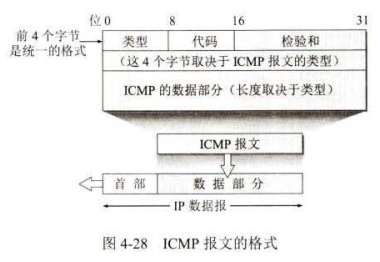 位 0 8 16 31
前 4 个字节
是统一的格式
类型 代码 检验和
（这 4 个字节取决于 ICMP 报文的类型）
ICMP 的数据部分（长度取决于类型）
ICMP 报文
首 部 数 据 部 分
IP 数据报
图 4-28 ICMP 报文的格式